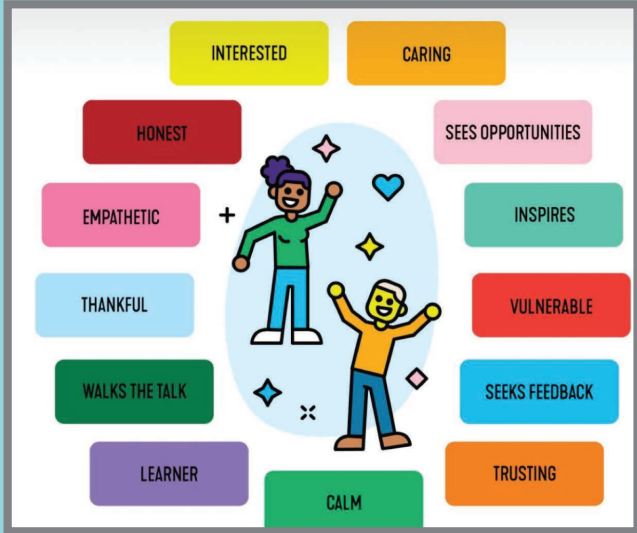 INTERESTED
CARING
HONEST
SEES OPPORTUNITIES
EMPATHETIC
INSPIRES
THANKFUL
VULNERABLE
WALKS THE TALK
SEEKS FEEDBACK
LEARNER
TRUSTING
CALM